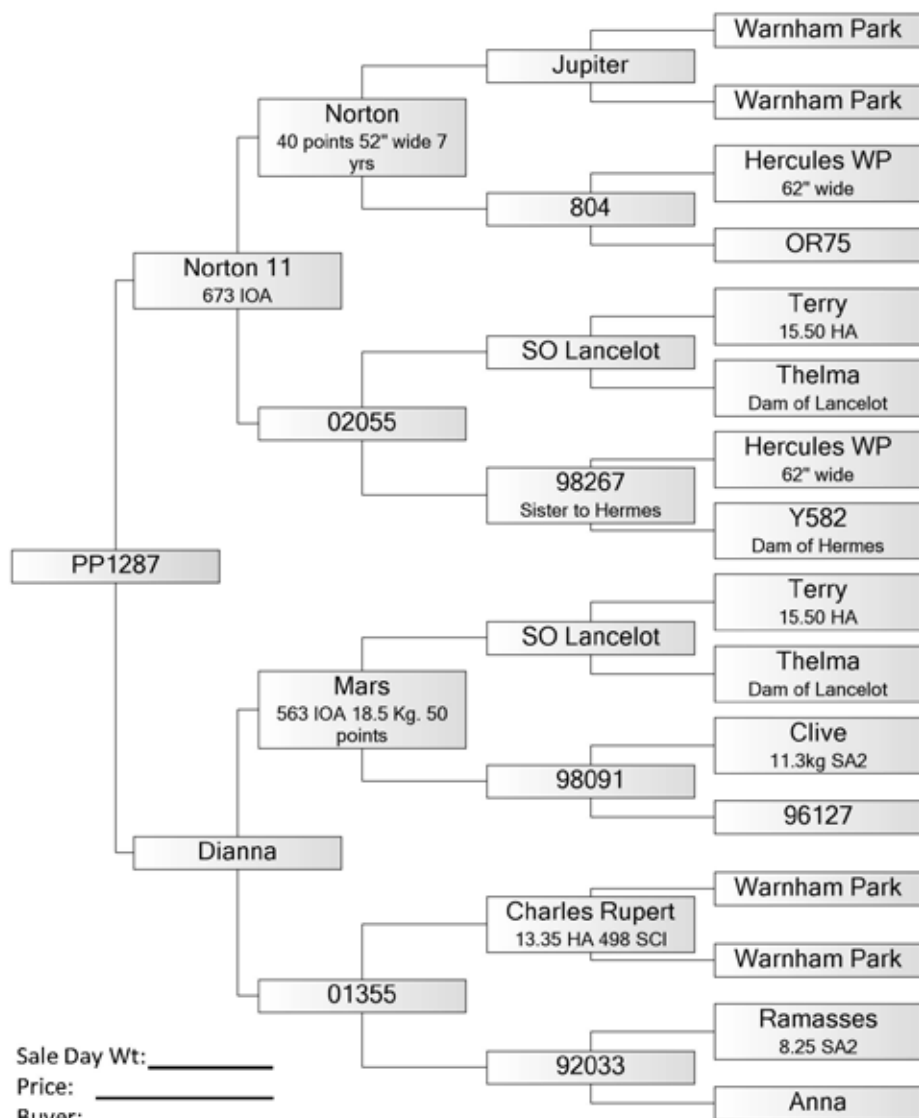 Warnham Park
Jupiter
Warnham Park
Norton
40 points 52" wide 7
yrs
Hercules WP
62" wide
804
OR75
Norton 11
673 IOA
Terry
15.50 HA
SO Lancelot
Thelma
Dam of Lancelot
02055
Hercules WP
62" wide
98267
Sister to Hermes
Y582
Dam of Hermes
PP1287
Terry
15.50 HA
SO Lancelot
Thelma
Dam of Lancelot
Mars
563 IOA 18.5 Kg. 50
points
Clive
11.3kg SA2
98091
96127
Dianna
Warnham Park
Charles Rupert
13.35 HA 498 SCI
Warnham Park
01355
Ramasses
8.25 SA2
92033
Anna
Sale Day Wt:
Price:
Buyer: